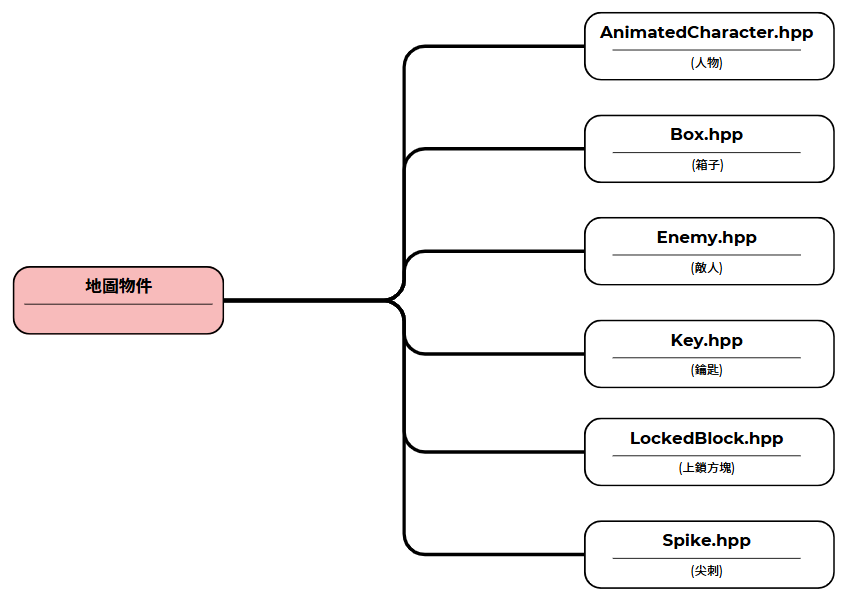 地圖物件
AnimatedCharacter.hpp
(人物)
Box.hpp
(箱子)
Enemy.hpp
(敵人)
Key.hpp
(鑰匙)
LockedBlock.hpp
(上鎖方塊)
Spike.hpp
(尖刺)